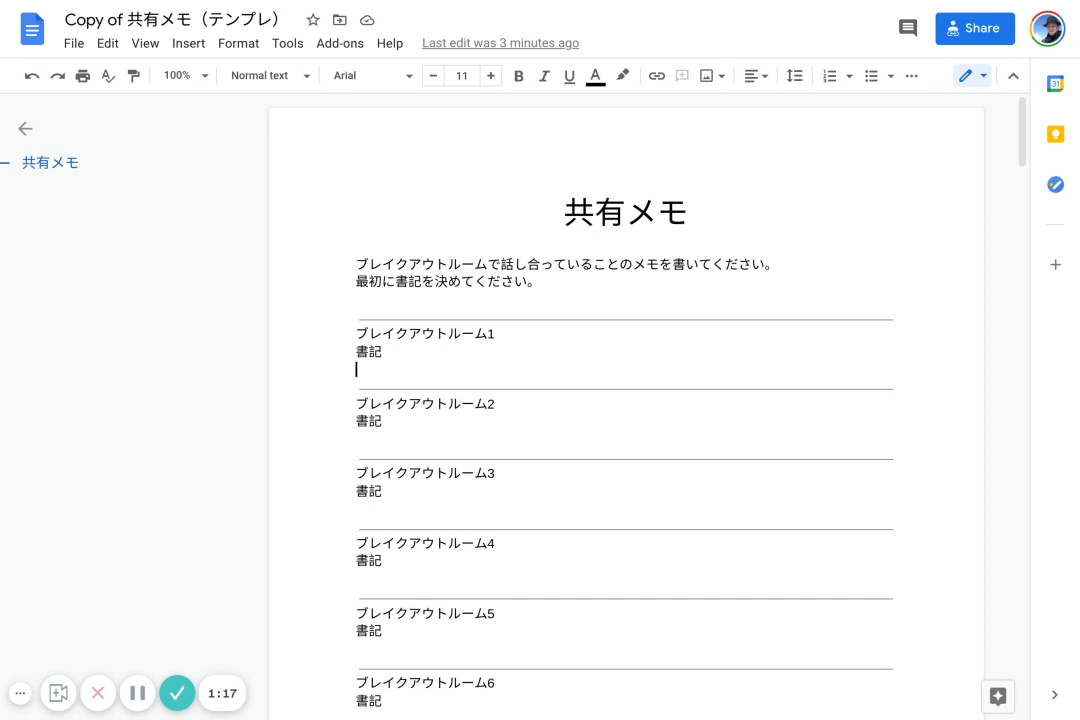 Copy of 共有メモ（テンプレ）
File Edit View Insert Format Tools Add-ons Help Last edit was 3 minutes ago
Share
100% Normal text Arial − 11 + B I U A
31
共有メモ
共有メモ
ブレイクアウトルームで話し合っていることのメモを書いてください。
最初に書記を決めてください。
ブレイクアウトルーム1
書記
ブレイクアウトルーム2
書記
ブレイクアウトルーム3
書記
ブレイクアウトルーム4
書記
ブレイクアウトルーム5
書記
ブレイクアウトルーム6
書記
1:17